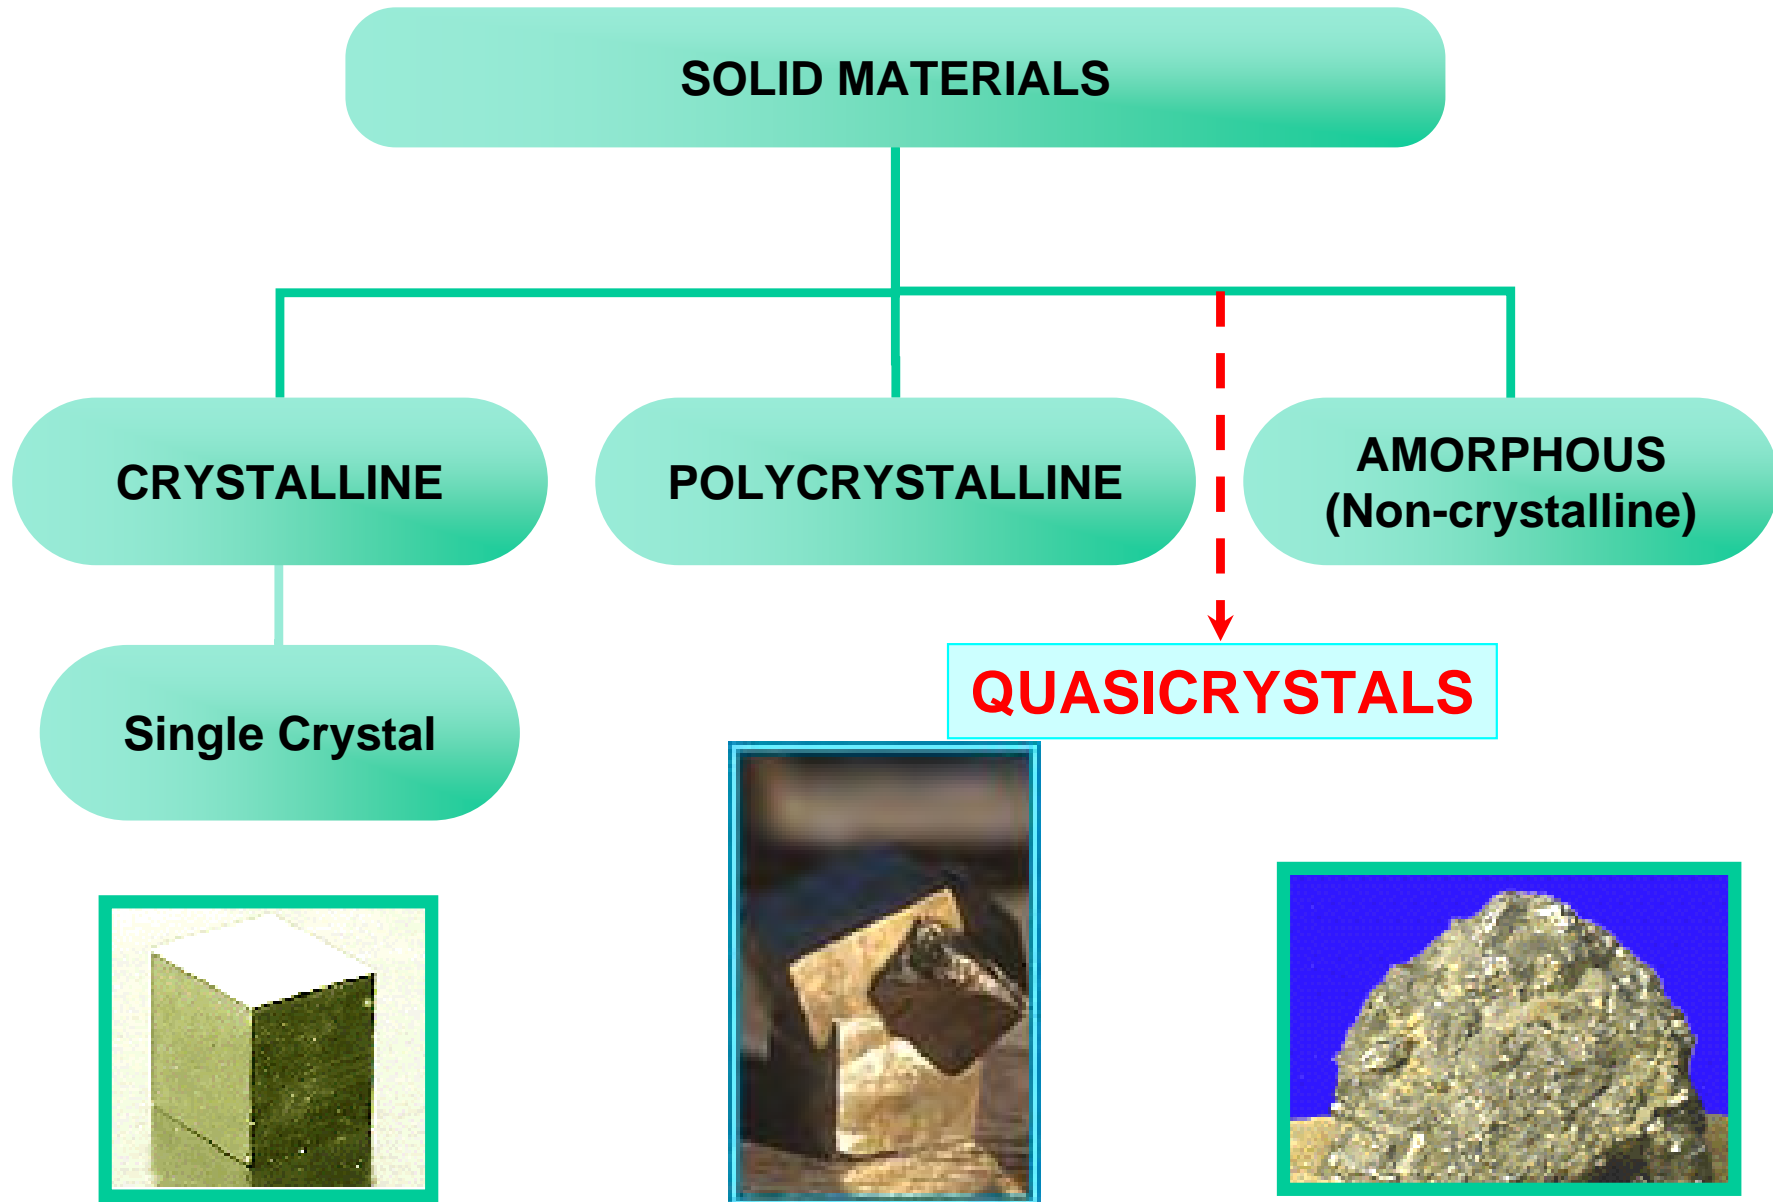 SOLID MATERIALS
CRYSTALLINE
POLYCRYSTALLINE
AMORPHOUS
(Non-crystalline)
Single Crystal
QUASICRYSTALS